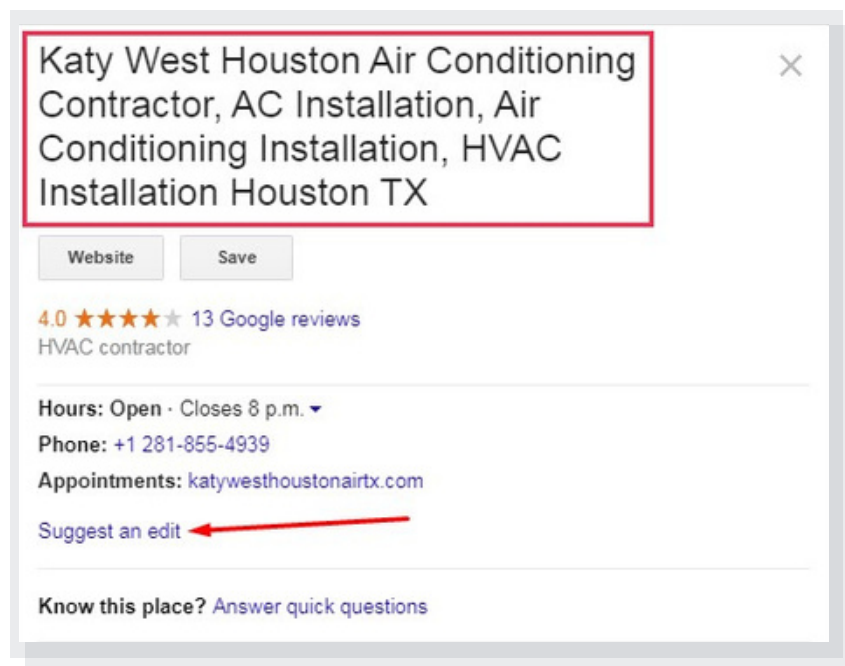 Katy West Houston Air Conditioning
Contractor, AC Installation, Air
Conditioning Installation, HVAC
Installation Houston TX
Website Save
4.0 13 Google reviews
HVAC contractor
Hours: Open · Closes 8 p.m.
Phone: +1 281-855-4939
Appointments: katywesthoustonairtx.com
Suggest an edit
Know this place? Answer quick questions